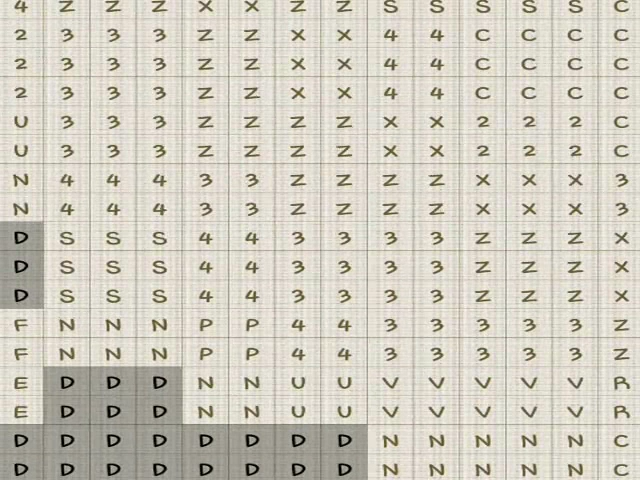 4 Z Z Z X X Z Z S S S S S C
2 3 3 3 Z Z X X 4 4 C C C C
2 3 3 3 Z Z X X 4 4 C C C C
2 3 3 3 Z Z X X 4 4 C C C C
U 3 3 3 Z Z Z Z X X 2 2 2 C
U 3 3 3 Z Z Z Z X X 2 2 2 C
N 4 4 4 3 3 Z Z Z Z X X X 3
N 4 4 4 3 3 Z Z Z Z X X X 3
D S S S 4 4 3 3 3 3 Z Z Z X
D S S S 4 4 3 3 3 3 Z Z Z X
D S S S 4 4 3 3 3 3 Z Z Z X
F N N N P P 4 4 3 3 3 3 3 Z
F N N N P P 4 4 3 3 3 3 3 Z
E D D D N N U U V V V V V R
E D D D N N U U V V V V V R
D D D D D D D D N N N N N C
D D D D D D D D N N N N N C